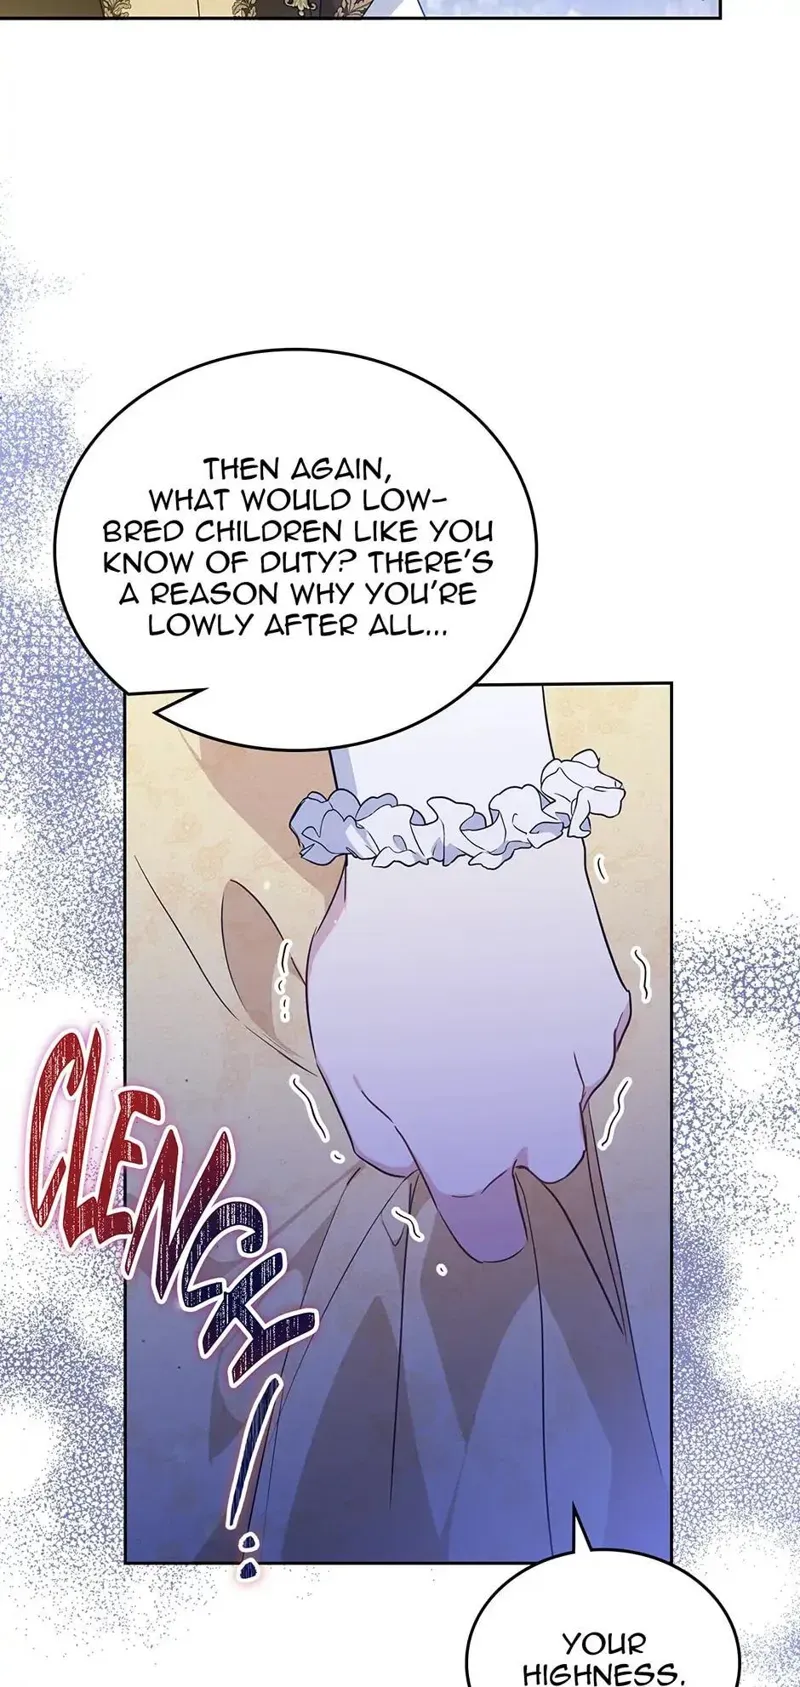 THEN AGAIN,
WHAT WOULD LOW-
BRED CHILDREN LIKE YOU
KNOW OF DUTY? THERE'S
A REASON WHY YOU'RE
LOWLY AFTER ALL...
CLENCH!
YOUR
HIGHNESS.